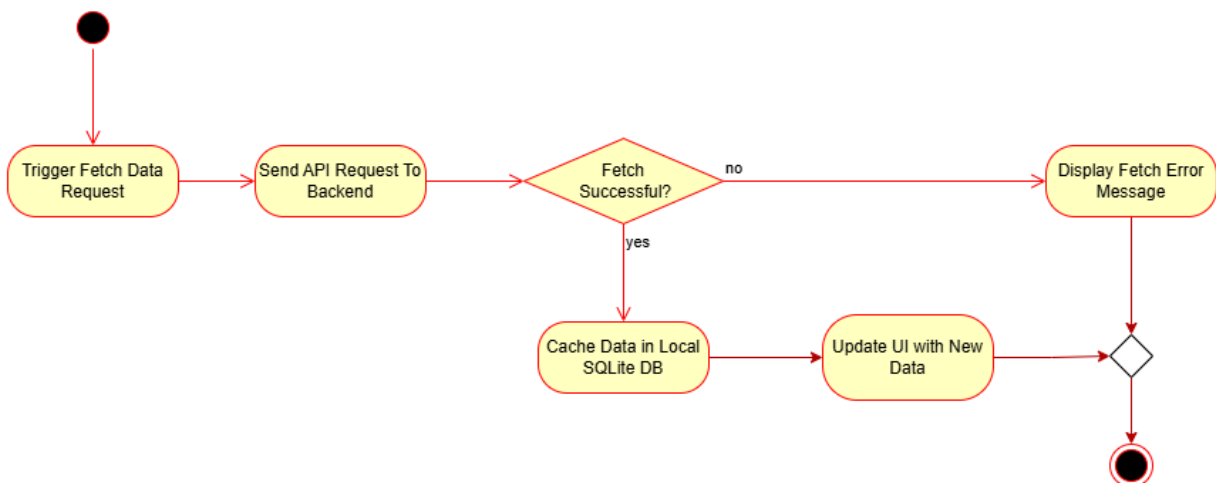 Trigger Fetch Data
Request
Send API Request To
Backend
Fetch
Successful?
no
Display Fetch Error
Message
yes
Cache Data in Local
SQLite DB
Update UI with New
Data